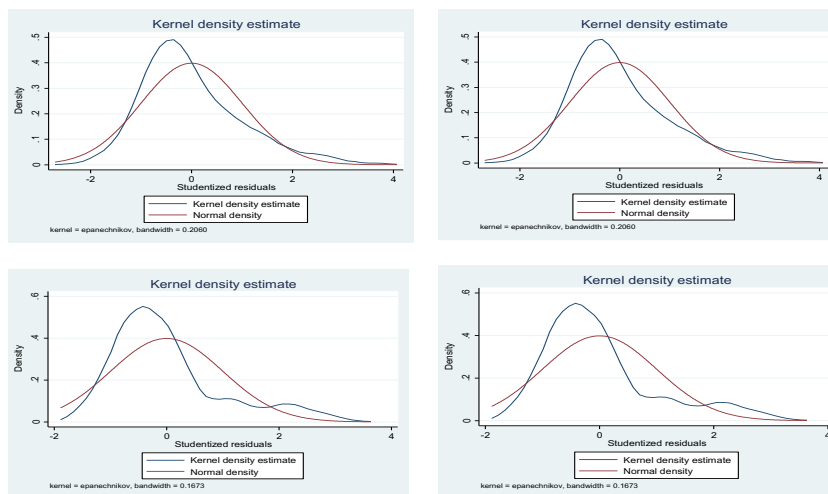 Kernel density estimate
.5
.4
.3
.2
.1
0
Density
-2
0
2
4
Studentized residuals
Kernel density estimate
Normal density
kernel = epanechnikov, bandwidth = 0.2060
Kernel density estimate
.5
.4
.3
.2
.1
0
Density
-2
0
2
4
Studentized residuals
Kernel density estimate
Normal density
kernel = epanechnikov, bandwidth = 0.2060
Kernel density estimate
.6
.4
.2
0
Density
-2
0
2
4
Studentized residuals
Kernel density estimate
Normal density
kernel = epanechnikov, bandwidth = 0.1673
Kernel density estimate
.6
.4
.2
0
Density
-2
0
2
4
Studentized residuals
Kernel density estimate
Normal density
kernel = epanechnikov, bandwidth = 0.1673